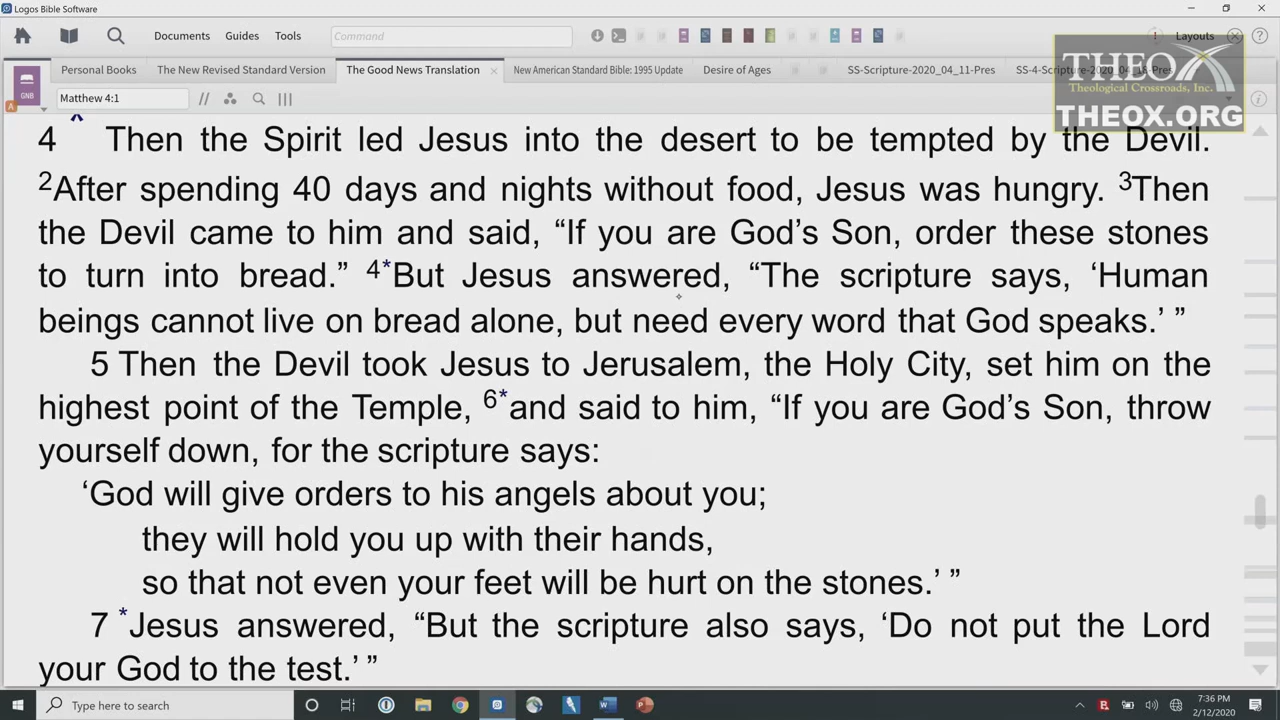 Logos Bible Software
Documents Guides Tools Command Layouts
Personal Books The New Revised Standard Version The Good News Translation New American Standard Bible: 1995 Update Desire of Ages SS-Scripture-2020_04_11-Pres SS-4-Scripture-2020_04_18-Pres
THEOX
Theological Crossroads, Inc.
THEOX.ORG
GNB Matthew 4:1
A
4 ^ Then the Spirit led Jesus into the desert to be tempted by the Devil.
2After spending 40 days and nights without food, Jesus was hungry. 3Then
the Devil came to him and said, “If you are God’s Son, order these stones
to turn into bread.” 4*But Jesus answered, “The scripture says, ‘Human
beings cannot live on bread alone, but need every word that God speaks.’ ”
5 Then the Devil took Jesus to Jerusalem, the Holy City, set him on the
highest point of the Temple, 6*and said to him, “If you are God’s Son, throw
yourself down, for the scripture says:
‘God will give orders to his angels about you;
they will hold you up with their hands,
so that not even your feet will be hurt on the stones.’ ”
7 *Jesus answered, “But the scripture also says, ‘Do not put the Lord
your God to the test.’ ”
Type here to search
7:36 PM
2/12/2020